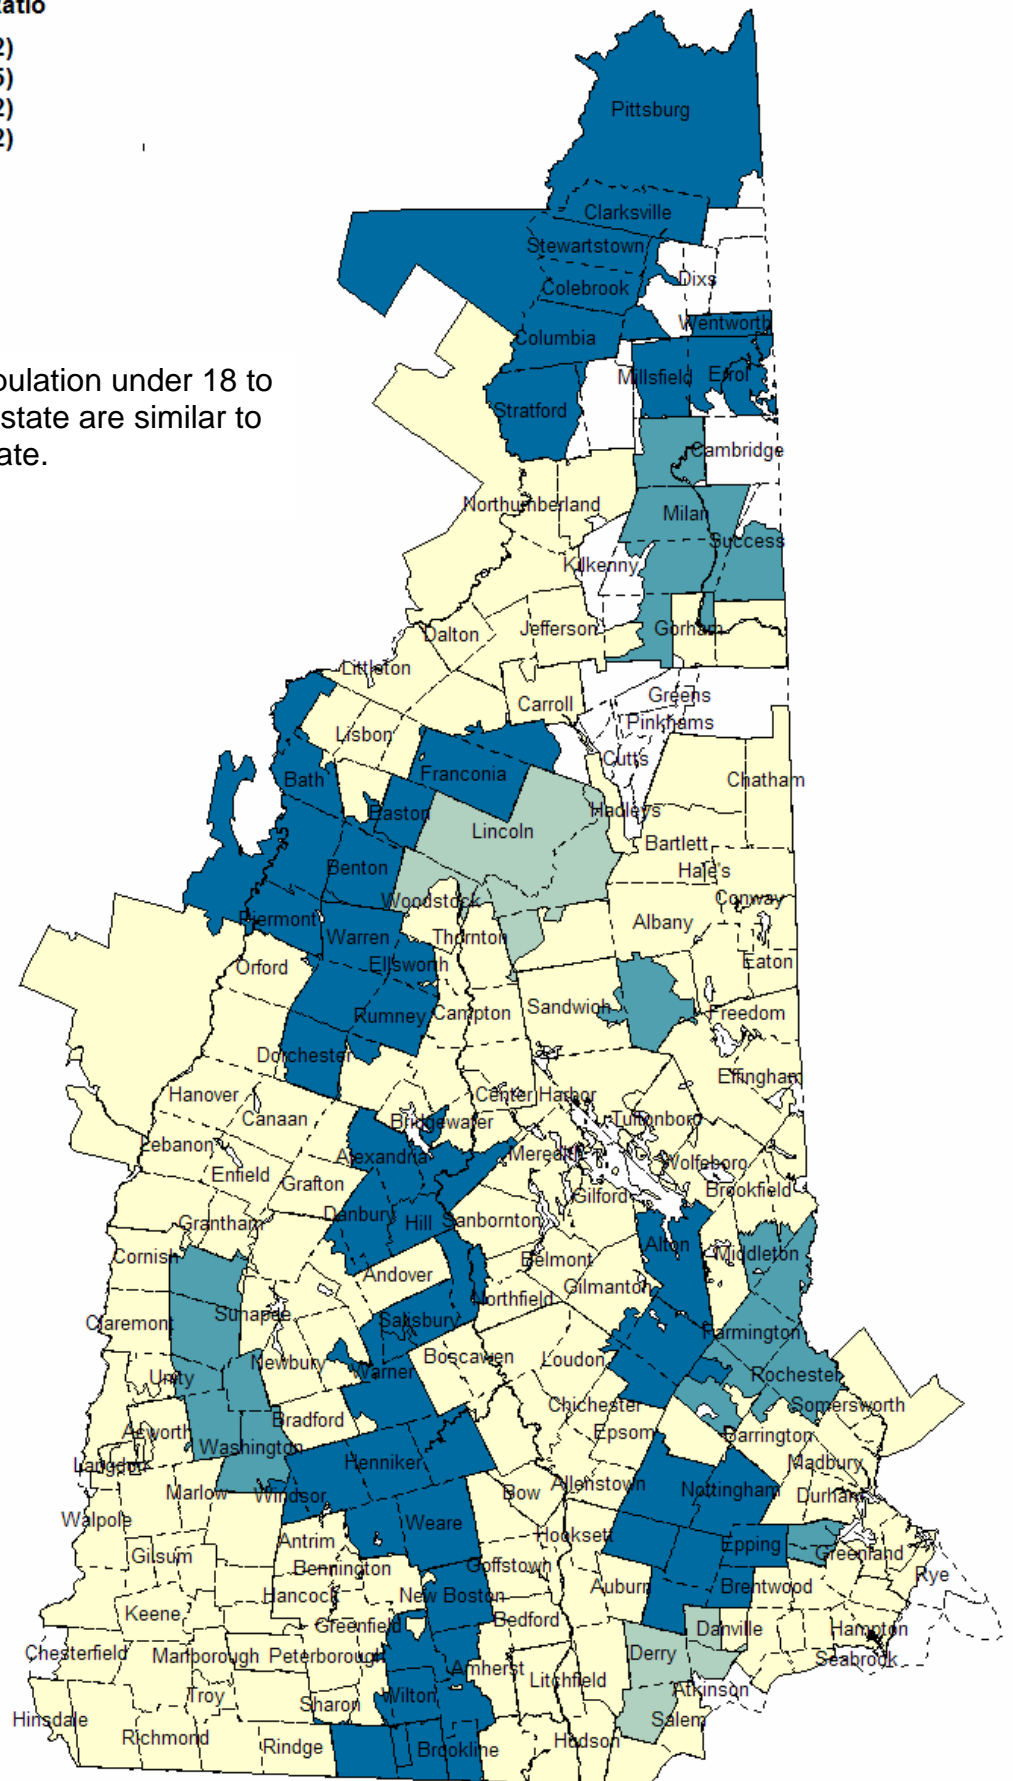 atio
2)
5)
2)
2)
Pittsburg
Clarksville
Stewartstown
Dixs
Colebrook
Wentworth
Columbia
opulation under 18 to
Millsfield
Errol
state are similar to
Stratford
ate.
Cambridge
Northumberland
Milan
Success
Kilkenny
Dalton
Jefferson
Gorham
Littleton
Greens
Carroll
Pinkhams
Lisbon
Cutts
Franconia
Bath
Chatham
Easton
Hadleys
Lincoln
Bartlett
Benton
Hale's
Woodstock
Conway
Piermont
Albany
Warren
Thornton
Orford
Ellsworth
Eaton
Sandwich
Rumney
Campton
Freedom
Dorchester
Effingham
Hanover
Center Harbor
Canaan
Bridgewater
Tuftonboro
Lebanon
Alexandria
Meredith
Wolfeboro
Enfield
Grafton
Gilford
Brookfield
Danbury
Hill
Sanbornton
Grantham
Alton
Middleton
Cornish
Belmont
Andover
Gilmanton
Northfield
Sunapee
Claremont
Salisbury
Farmington
Newbury
Boscawen
Loudon
Warner
Rochester
Unity
Chichester
Somersworth
Bradford
Acworth
Epsom
Barrington
Washington
Henniker
Madbury
Langdon
Allenstown
Nottingham
Marlow
Windsor
Bow
Durham
Walpole
Weare
Hooksett
Antrim
Epping
Gilsum
Greenland
Bennington
Goffstown
Rye
Auburn
Brentwood
Hancock
New Boston
Keene
Bedford
Greenfield
Danville
Hampton
Chesterfield
Marlborough
Peterborough
Derry
Seabrook
Amherst
Litchfield
Troy
Wilton
Atkinson
Sharon
Hinsdale
Salem
Richmond
Rindge
Brookline
Hudson